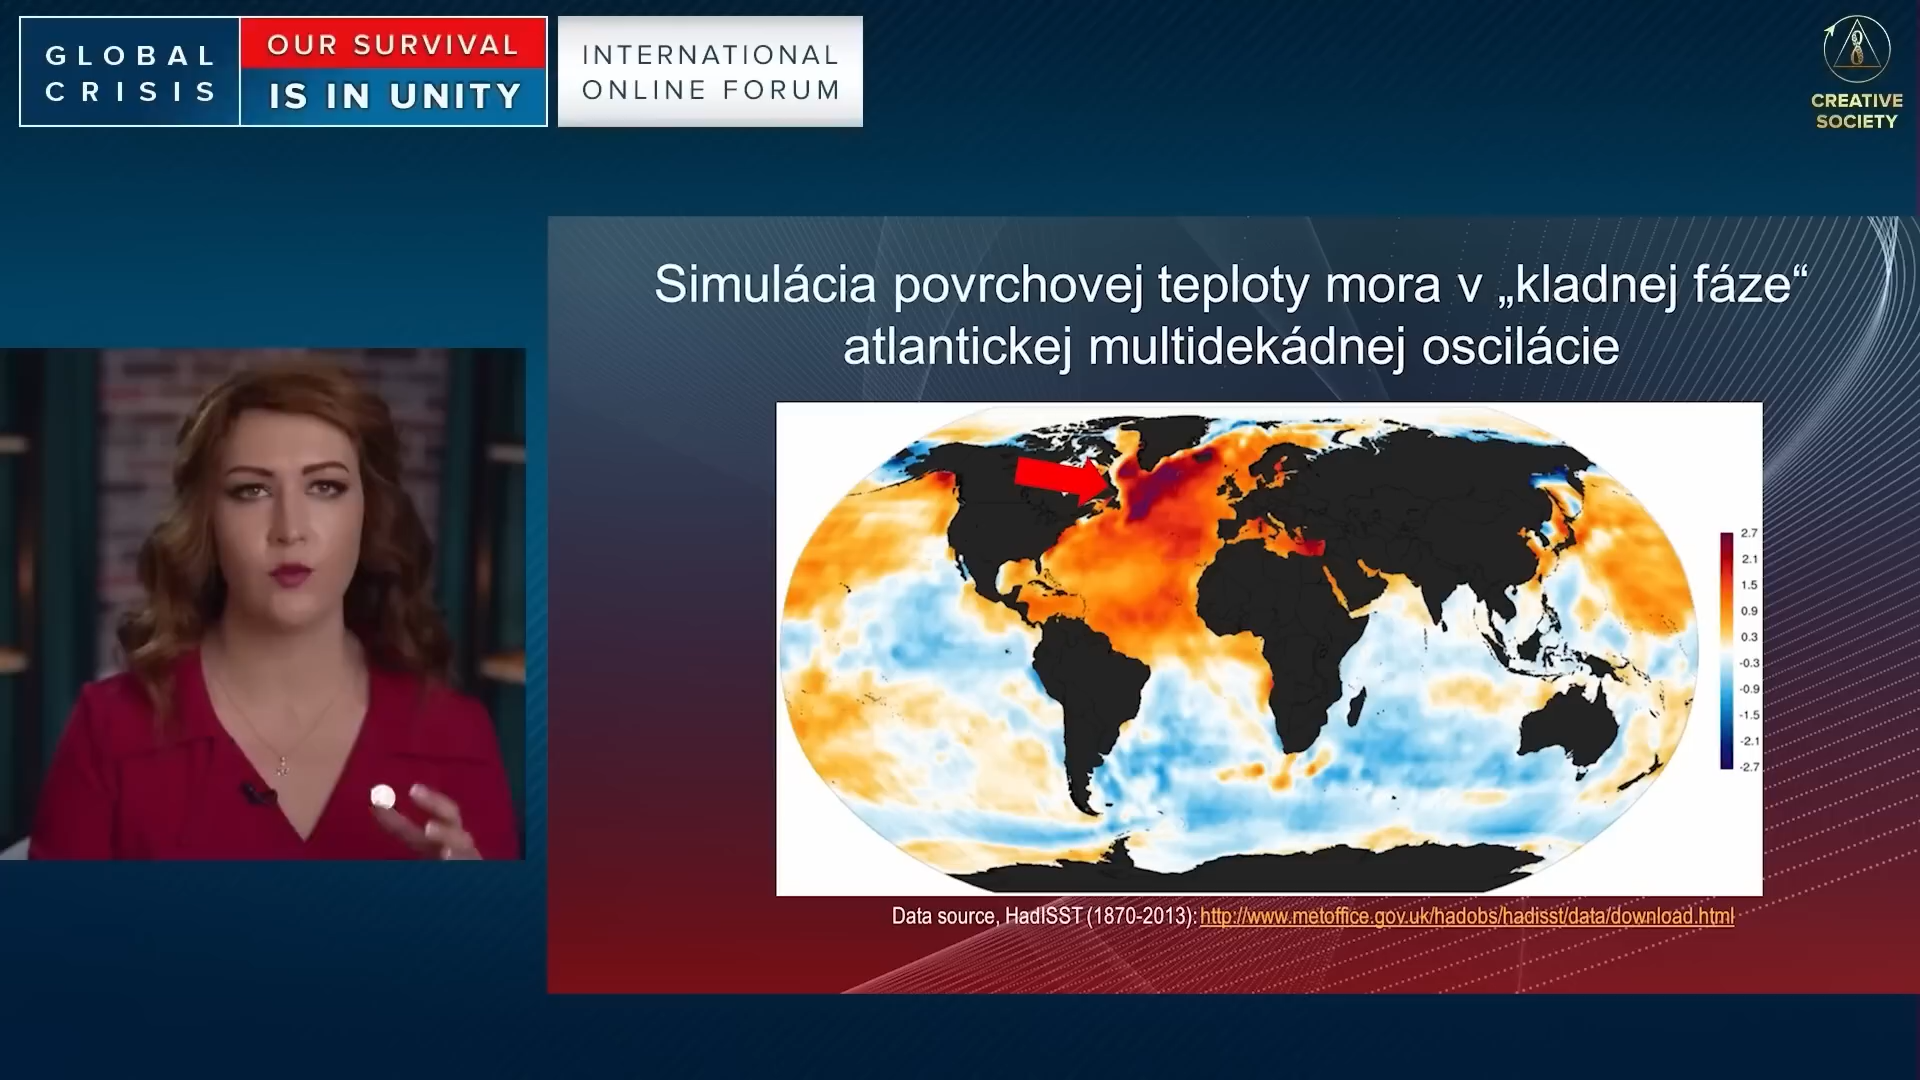 GLOBAL
CRISIS
OUR SURVIVAL
IS IN UNITY
INTERNATIONAL
ONLINE FORUM
CREATIVE
SOCIETY
Simulácia povrchovej teploty mora v „kladnej fáze“
atlantickej multidekádnej oscilácie
2.7
2.1
1.5
0.9
0.3
-0.3
-0.9
-1.5
-2.1
-2.7
Data source, HadISST (1870-2013): http://www.metoffice.gov.uk/hadobs/hadisst/data/download.html